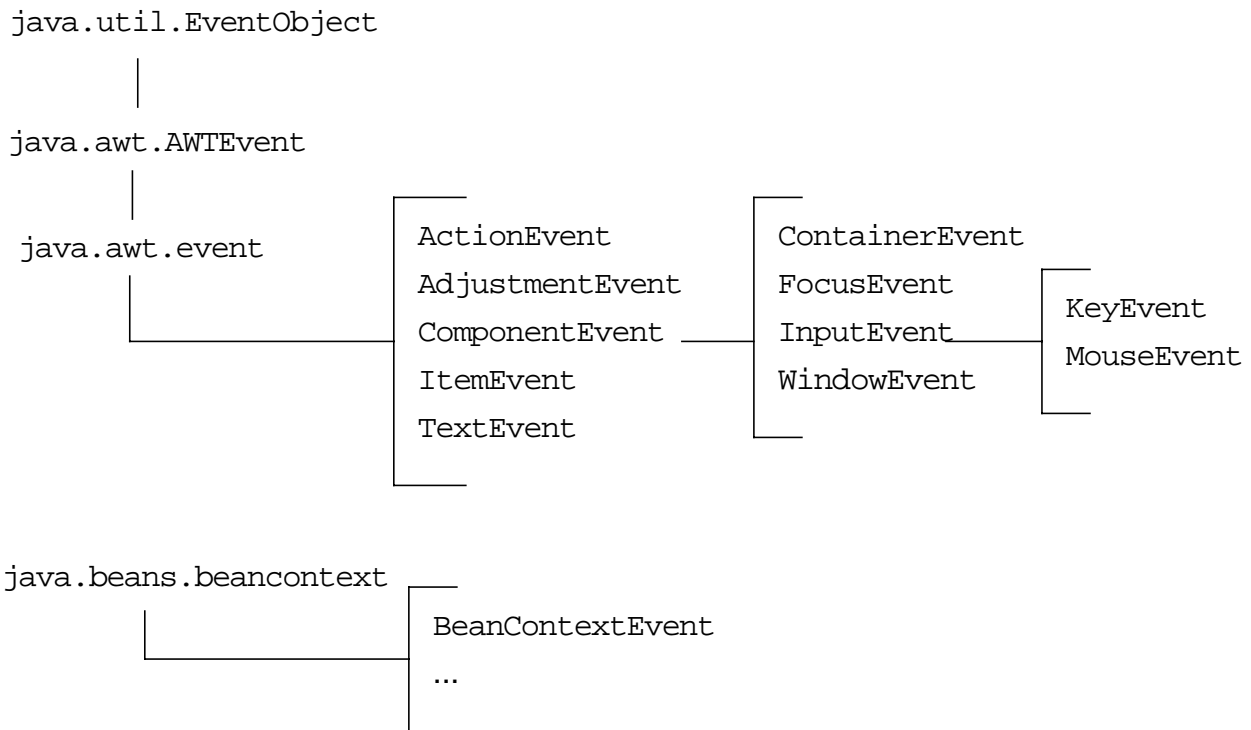 java.util.EventObject
java.awt.AWTEvent
java.awt.event
ActionEvent
AdjustmentEvent
ComponentEvent
ItemEvent
TextEvent
ContainerEvent
FocusEvent
InputEvent
WindowEvent
KeyEvent
MouseEvent
java.beans.beancontext
BeanContextEvent
...